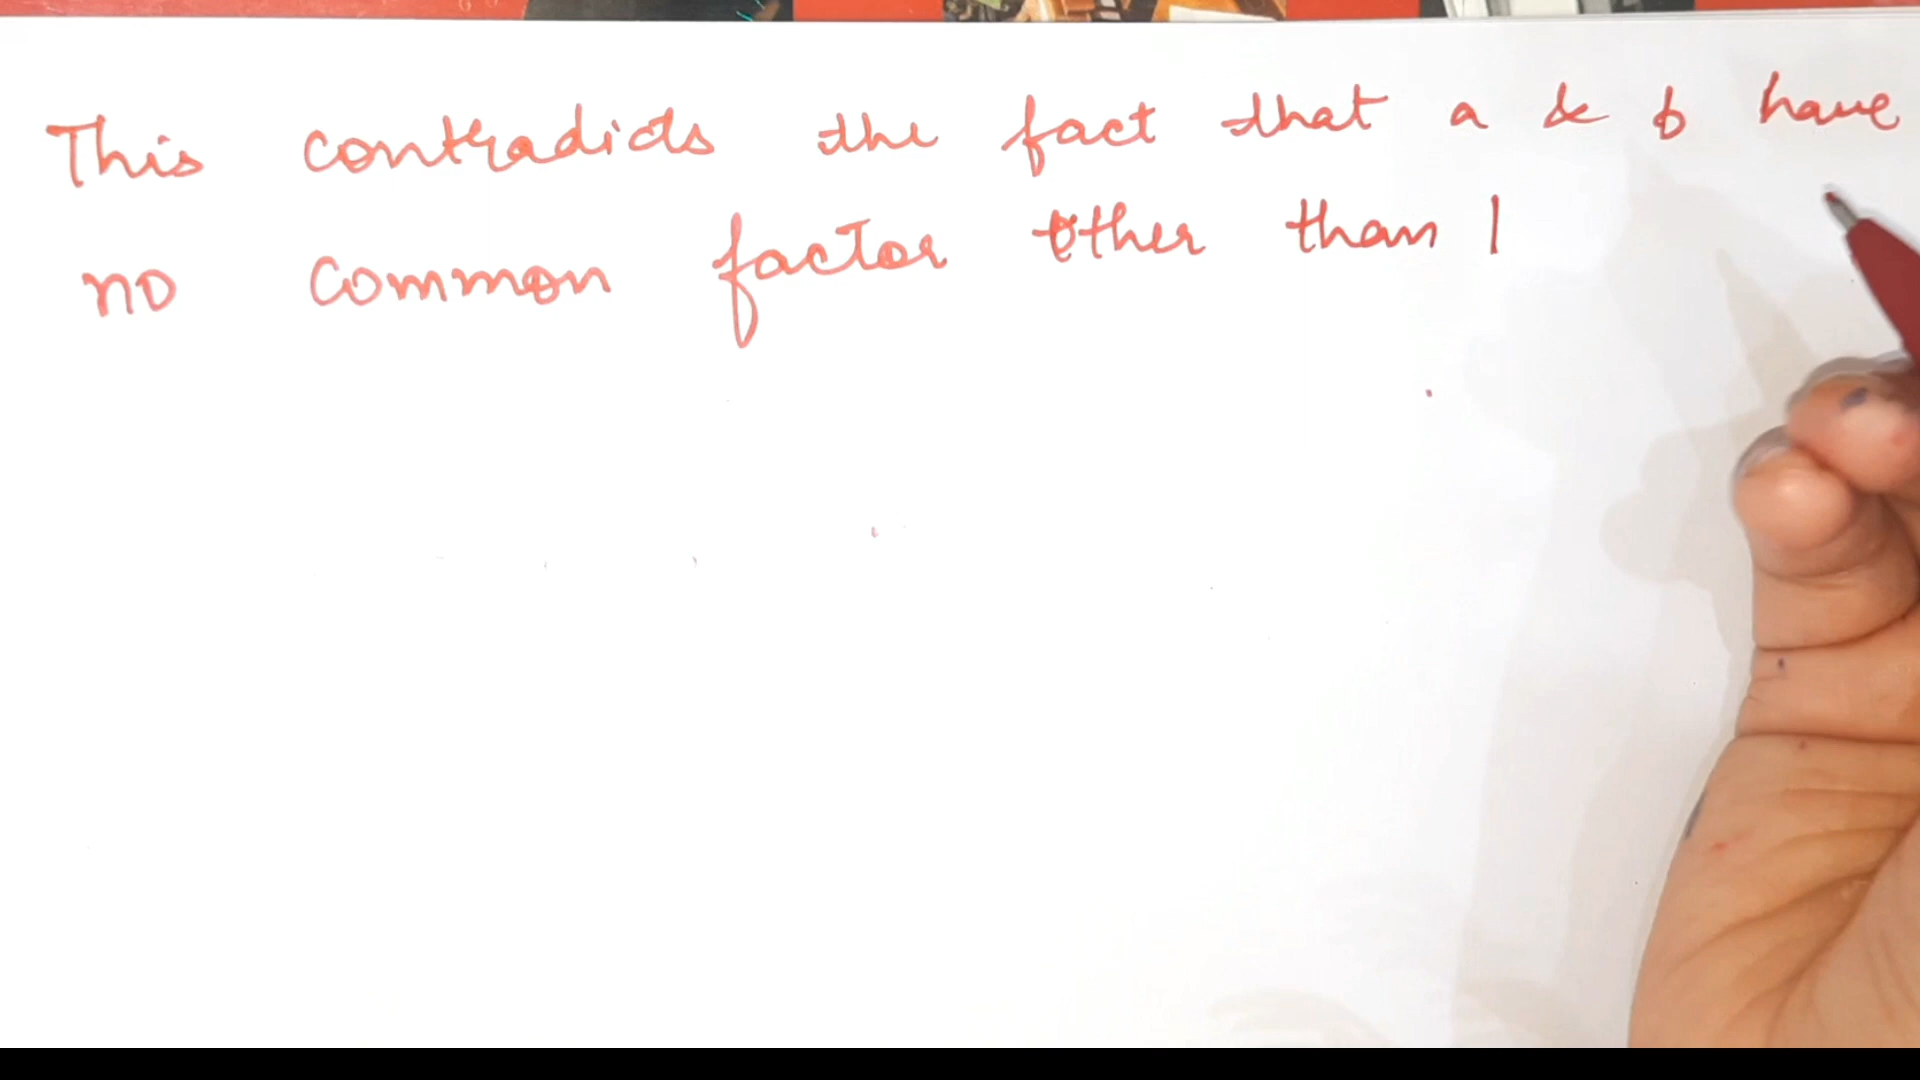 This contradicts the fact that a & b have
no common factor other than 1